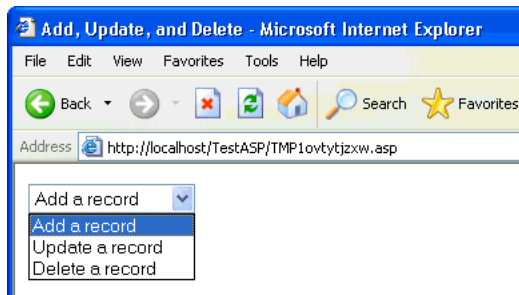 Add, Update, and Delete - Microsoft Internet Explorer
File Edit View Favorites Tools Help
Back Search Favorites
Address http://localhost/TestASP/TMP1ovtytjzxw.asp
Add a record
Add a record
Update a record
Delete a record